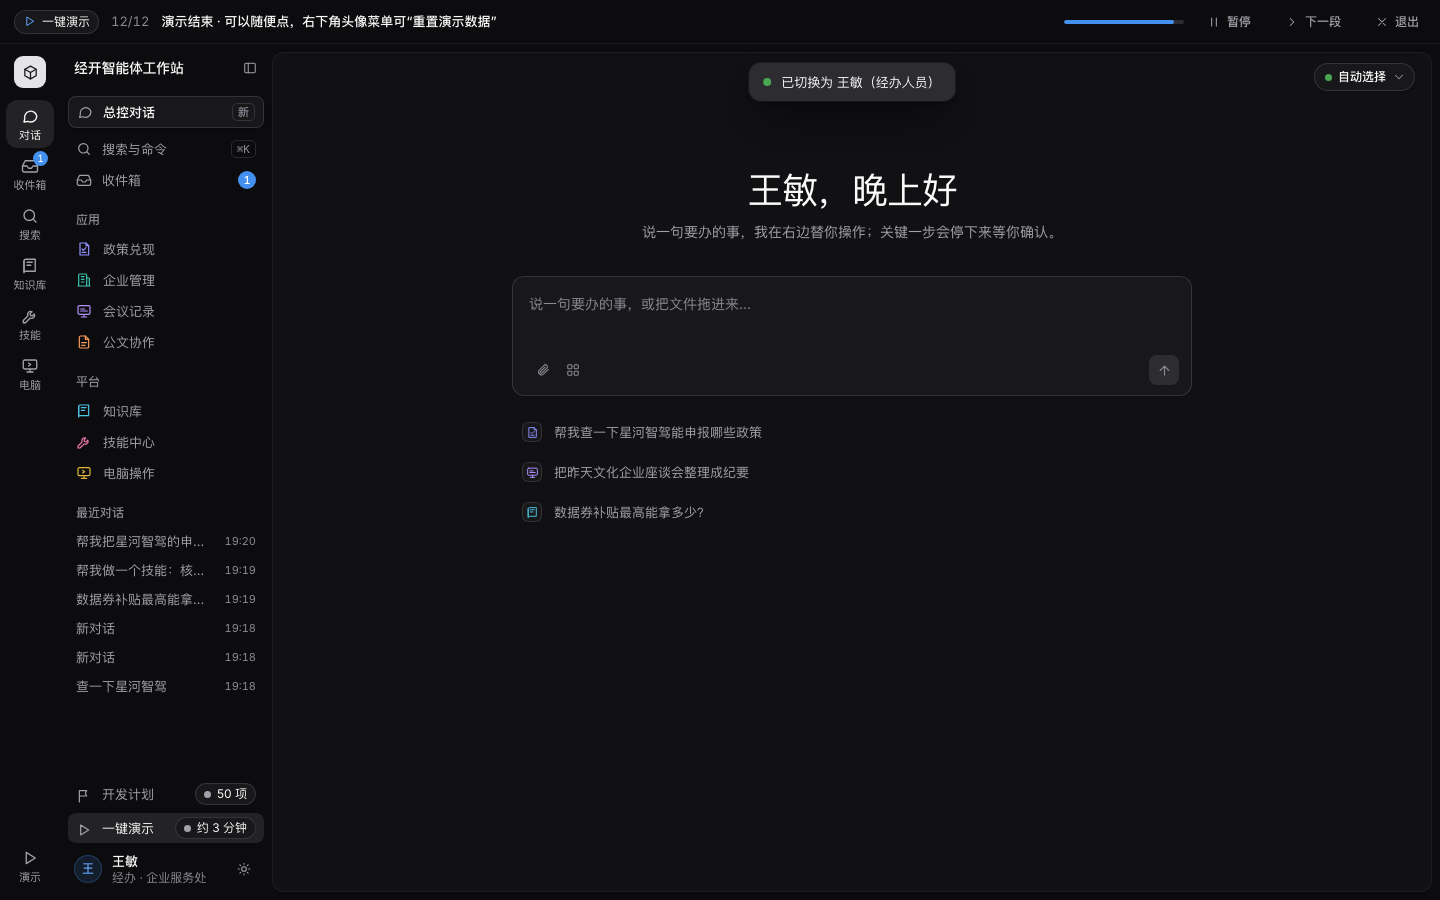 一键演示
12/12
演示结束 · 可以随便点，右下角头像菜单可“重置演示数据”
暂停
下一段
退出
对话
1
收件箱
搜索
知识库
技能
电脑
演示
经开智能体工作站
总控对话
新
搜索与命令
⌘K
收件箱
1
应用
政策兑现
企业管理
会议记录
公文协作
平台
知识库
技能中心
电脑操作
最近对话
帮我把星河智驾的申... 19:20
帮我做一个技能：核... 19:19
数据券补贴最高能拿... 19:19
新对话 19:18
新对话 19:18
查一下星河智驾 19:18
开发计划
50 项
一键演示
约 3 分钟
王
王敏
经办 · 企业服务处
已切换为 王敏（经办人员）
自动选择
王敏，晚上好
说一句要办的事，我在右边替你操作；关键一步会停下来等你确认。
说一句要办的事，或把文件拖进来...
帮我查一下星河智驾能申报哪些政策
把昨天文化企业座谈会整理成纪要
数据券补贴最高能拿多少？